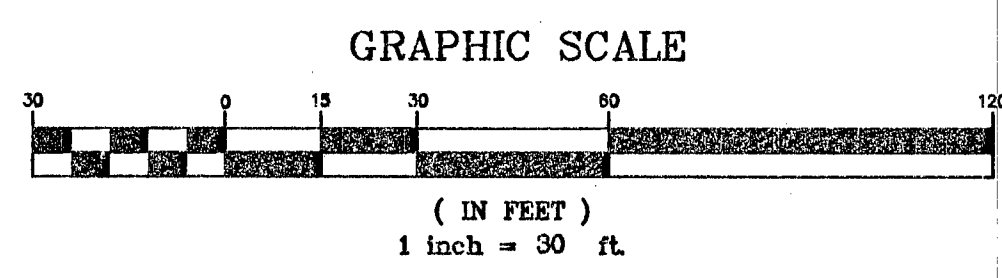 GRAPHIC SCALE
30 0 15 30 60 120
( IN FEET )
1 inch = 30 ft.